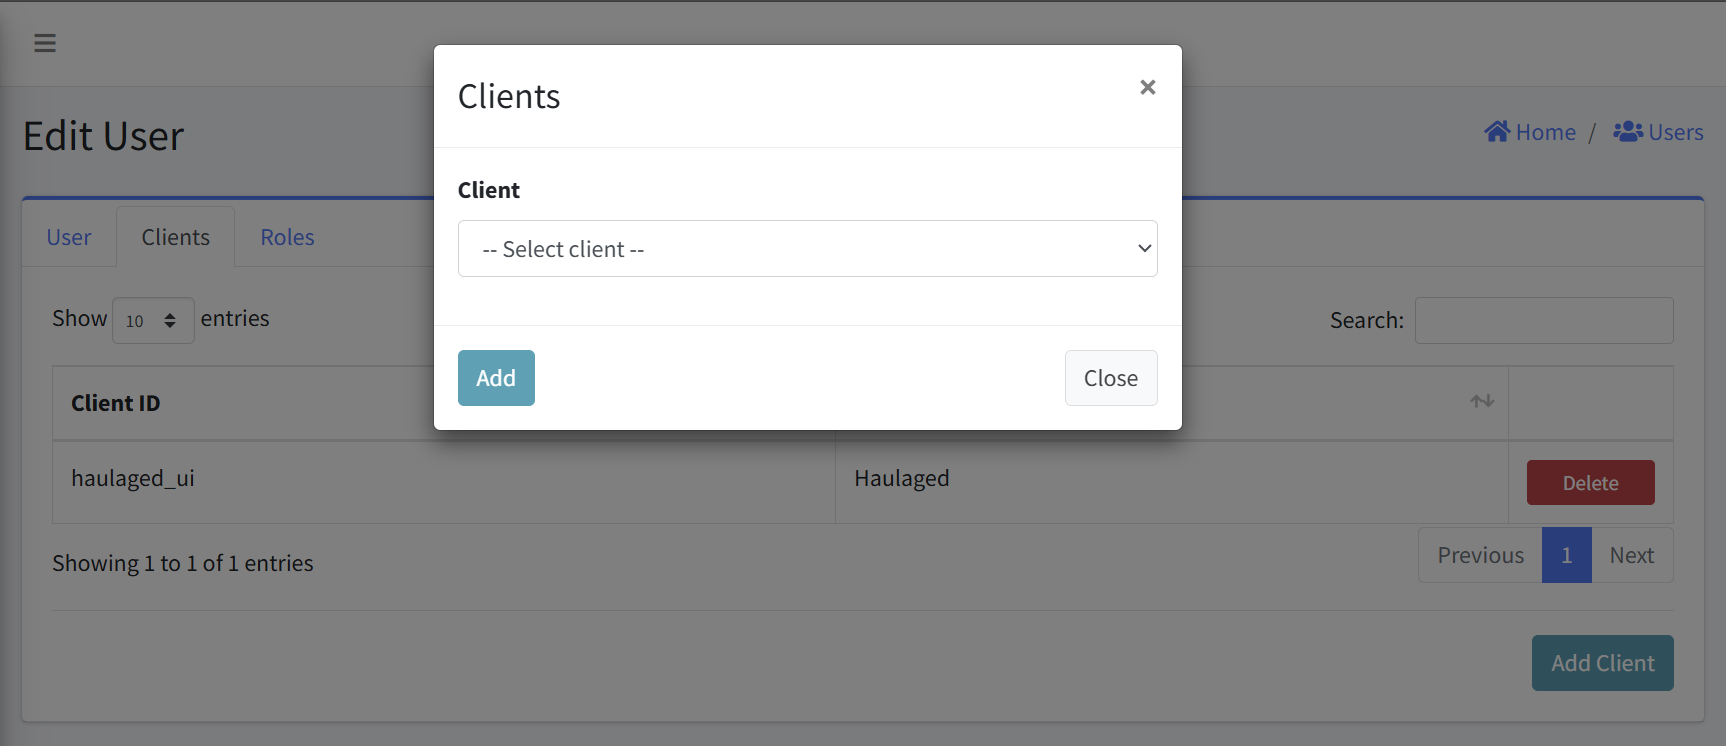 Clients
×
Edit User
Home / Users
Client
User Clients Roles
-- Select client --
Show 10 entries
Search:
Add
Close
Client ID
haulaged_ui Haulaged Delete
Showing 1 to 1 of 1 entries
Previous 1 Next
Add Client